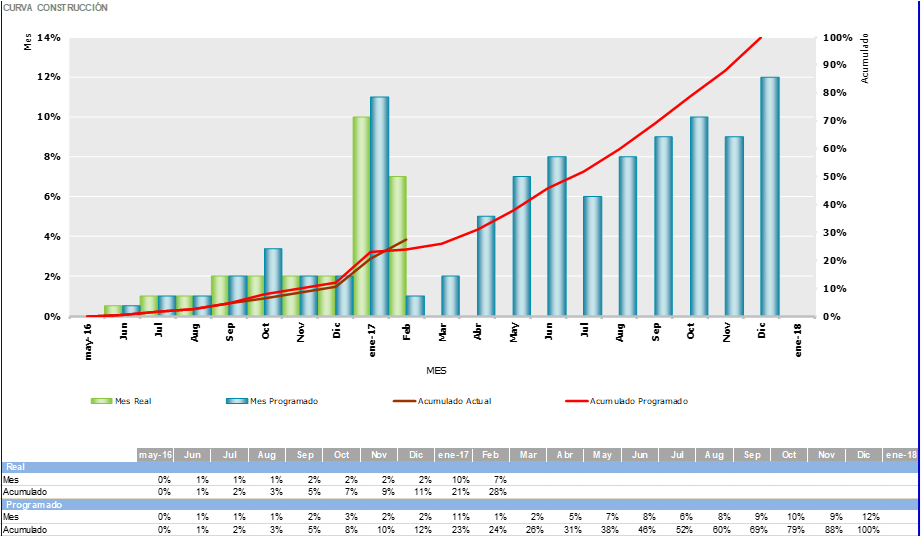 CURVA CONSTRUCCIÓN
Mes
Acumulado
14% 100%
90%
12%
80%
10% 70%
60%
8%
50%
6% 40%
30%
4%
20%
2%
10%
0% 0%
may-16 Jun Jul Aug Sep Oct Nov Dic ene-17 Feb Mar Abr May Jun Jul Aug Sep Oct Nov Dic ene-18
MES
Mes Real Mes Programado Acumulado Actual Acumulado Programado
may-16 Jun Jul Aug Sep Oct Nov Dic ene-17 Feb Mar Abr May Jun Jul Aug Sep Oct Nov Dic ene-18
Real
Mes 0% 1% 1% 1% 2% 2% 2% 2% 10% 7%
Acumulado 0% 1% 2% 3% 5% 7% 9% 11% 21% 28%
Programado
Mes 0% 1% 1% 1% 2% 3% 2% 2% 11% 1% 2% 5% 7% 8% 6% 8% 9% 10% 9% 12%
Acumulado 0% 1% 2% 3% 5% 8% 10% 12% 23% 24% 26% 31% 38% 46% 52% 60% 69% 79% 88% 100%